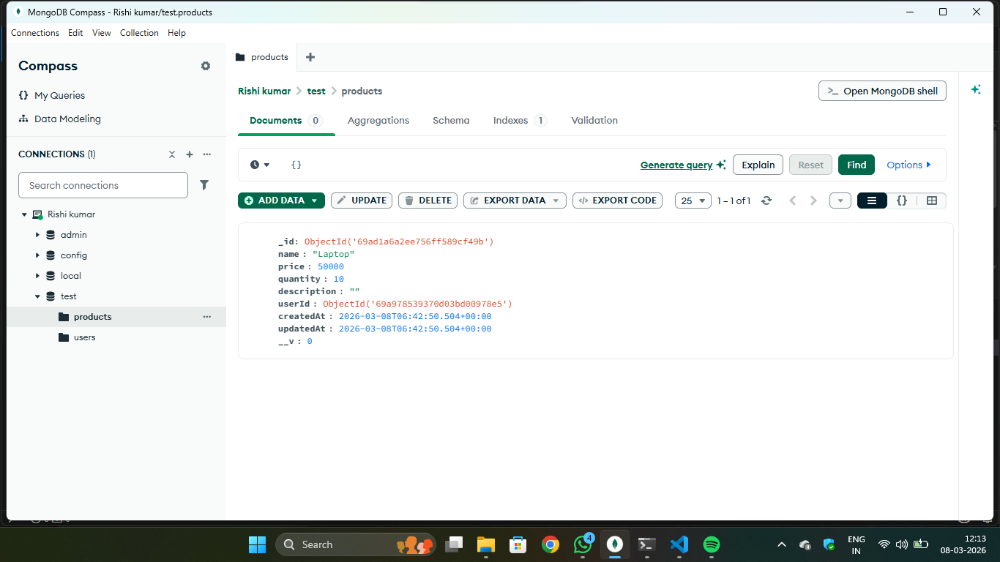 MongoDB Compass - Rishi kumar/test.products
Connections Edit View Collection Help
Compass
My Queries
Data Modeling
CONNECTIONS (1)
Search connections
Rishi kumar
admin
config
local
test
products
users
products
Rishi kumar test products
>_ Open MongoDB shell
Documents 0 Aggregations Schema Indexes 1 Validation
{} Generate query Explain Reset Find Options
ADD DATA UPDATE DELETE EXPORT DATA EXPORT CODE 25 1 – 1 of 1
_id: ObjectId('69ad1a6a2ee756ff589cf49b')
name : "Laptop"
price : 50000
quantity : 10
description : ""
userId : ObjectId('69a978539370d03bd00978e5')
createdAt : 2026-03-08T06:42:50.504+00:00
updatedAt : 2026-03-08T06:42:50.504+00:00
__v : 0
Search
4
ENG
IN
12:13
08-03-2026